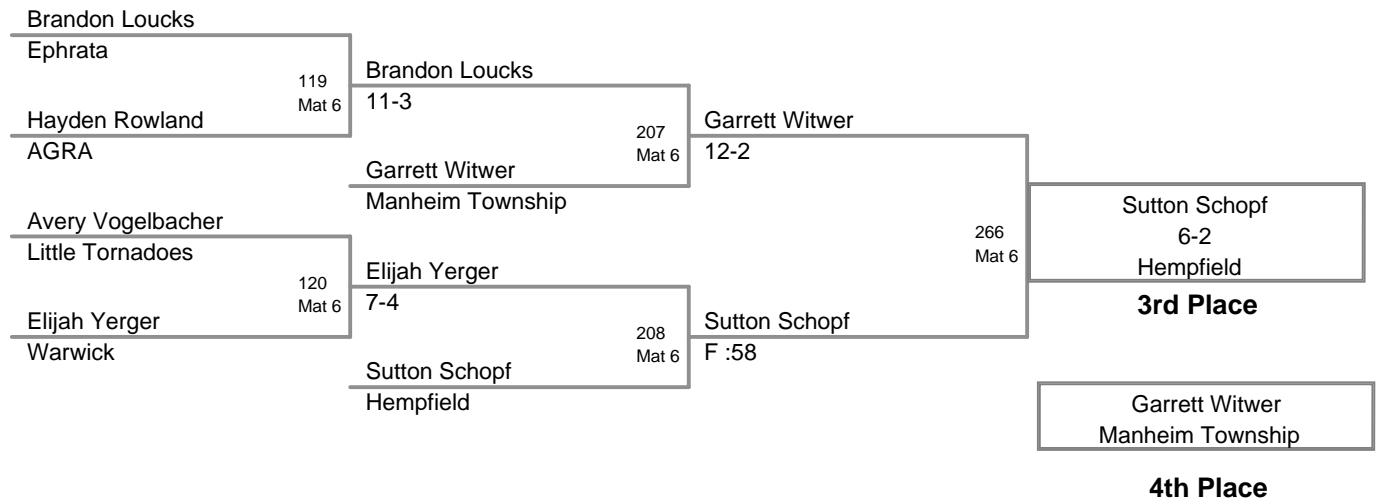 Brandon Loucks
Ephrata
119
Mat 6
Hayden Rowland
AGRA
Avery Vogelbacher
Little Tornadoes
120
Mat 6
Elijah Yerger
Warwick
Brandon Loucks
11-3
207
Mat 6
Garrett Witwer
Manheim Township
Elijah Yerger
7-4
208
Mat 6
Sutton Schopf
Hempfield
Garrett Witwer
12-2
266
Mat 6
Sutton Schopf
F :58
Sutton Schopf
6-2
Hempfield
3rd Place
Garrett Witwer
Manheim Township
4th Place